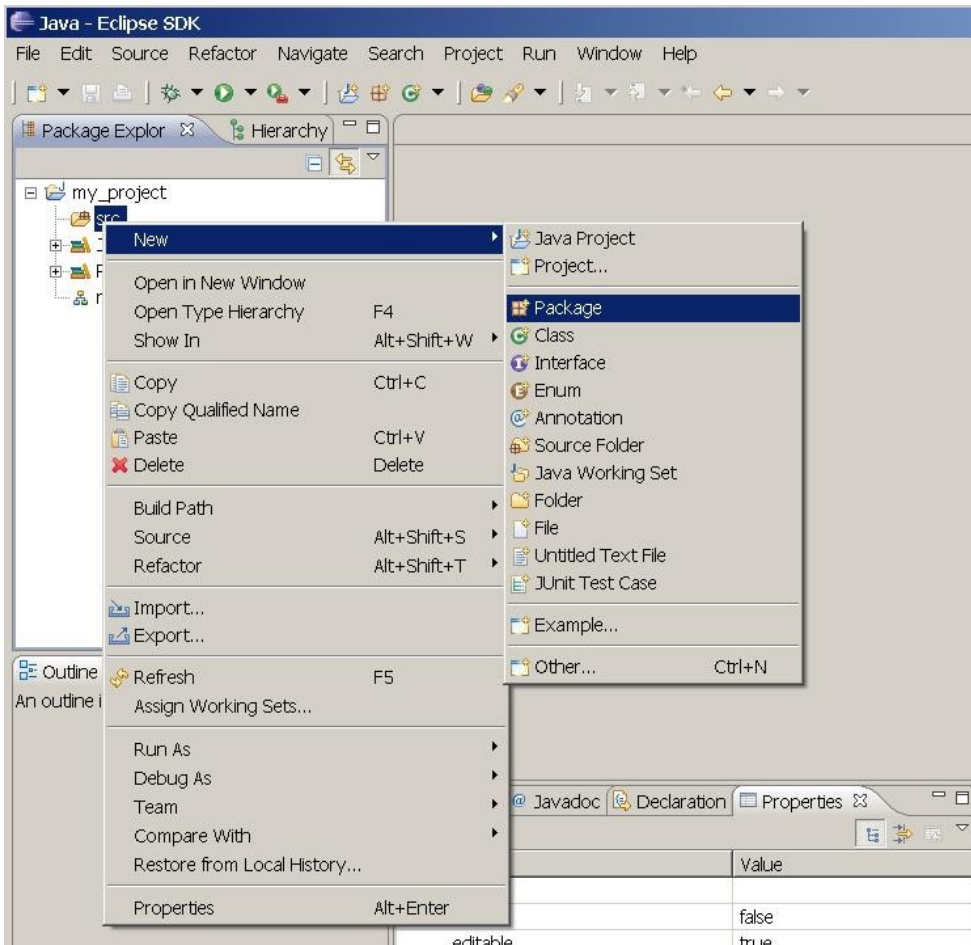 Java - Eclipse SDK
File Edit Source Refactor Navigate Search Project Run Window Help
Package Explor Hierarchy
my_project
src
New
Open in New Window
Open Type Hierarchy F4
Show In Alt+Shift+W
Copy Ctrl+C
Copy Qualified Name
Paste Ctrl+V
Delete Delete
Build Path
Source Alt+Shift+S
Refactor Alt+Shift+T
Import...
Export...
Refresh F5
Assign Working Sets...
Run As
Debug As
Team
Compare With
Restore from Local History...
Properties Alt+Enter
Java Project
Project...
Package
Class
Interface
Enum
Annotation
Source Folder
Java Working Set
Folder
File
Untitled Text File
JUnit Test Case
Example...
Other... Ctrl+N
Outline
An outline i
@ Javadoc Declaration Properties
Value
false
editable true